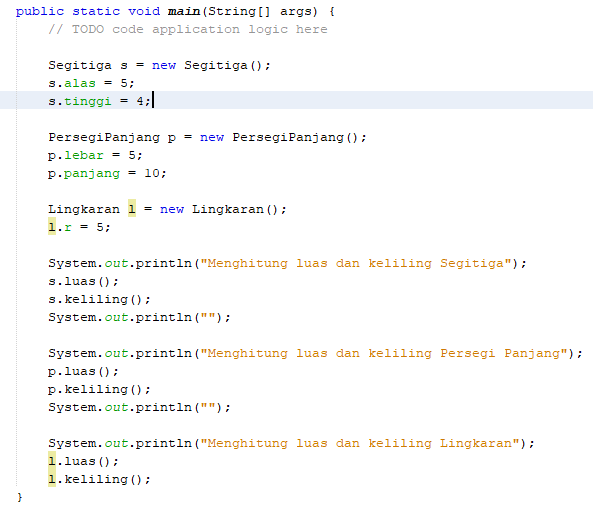 public static void main(String[] args) {
    // TODO code application logic here

    Segitiga s = new Segitiga();
    s.alas = 5;
    s.tinggi = 4;

    PersegiPanjang p = new PersegiPanjang();
    p.lebar = 5;
    p.panjang = 10;

    Lingkaran l = new Lingkaran();
    l.r = 5;

    System.out.println("Menghitung luas dan keliling Segitiga");
    s.luas();
    s.keliling();
    System.out.println("");

    System.out.println("Menghitung luas dan keliling Persegi Panjang");
    p.luas();
    p.keliling();
    System.out.println("");

    System.out.println("Menghitung luas dan keliling Lingkaran");
    l.luas();
    l.keliling();
}